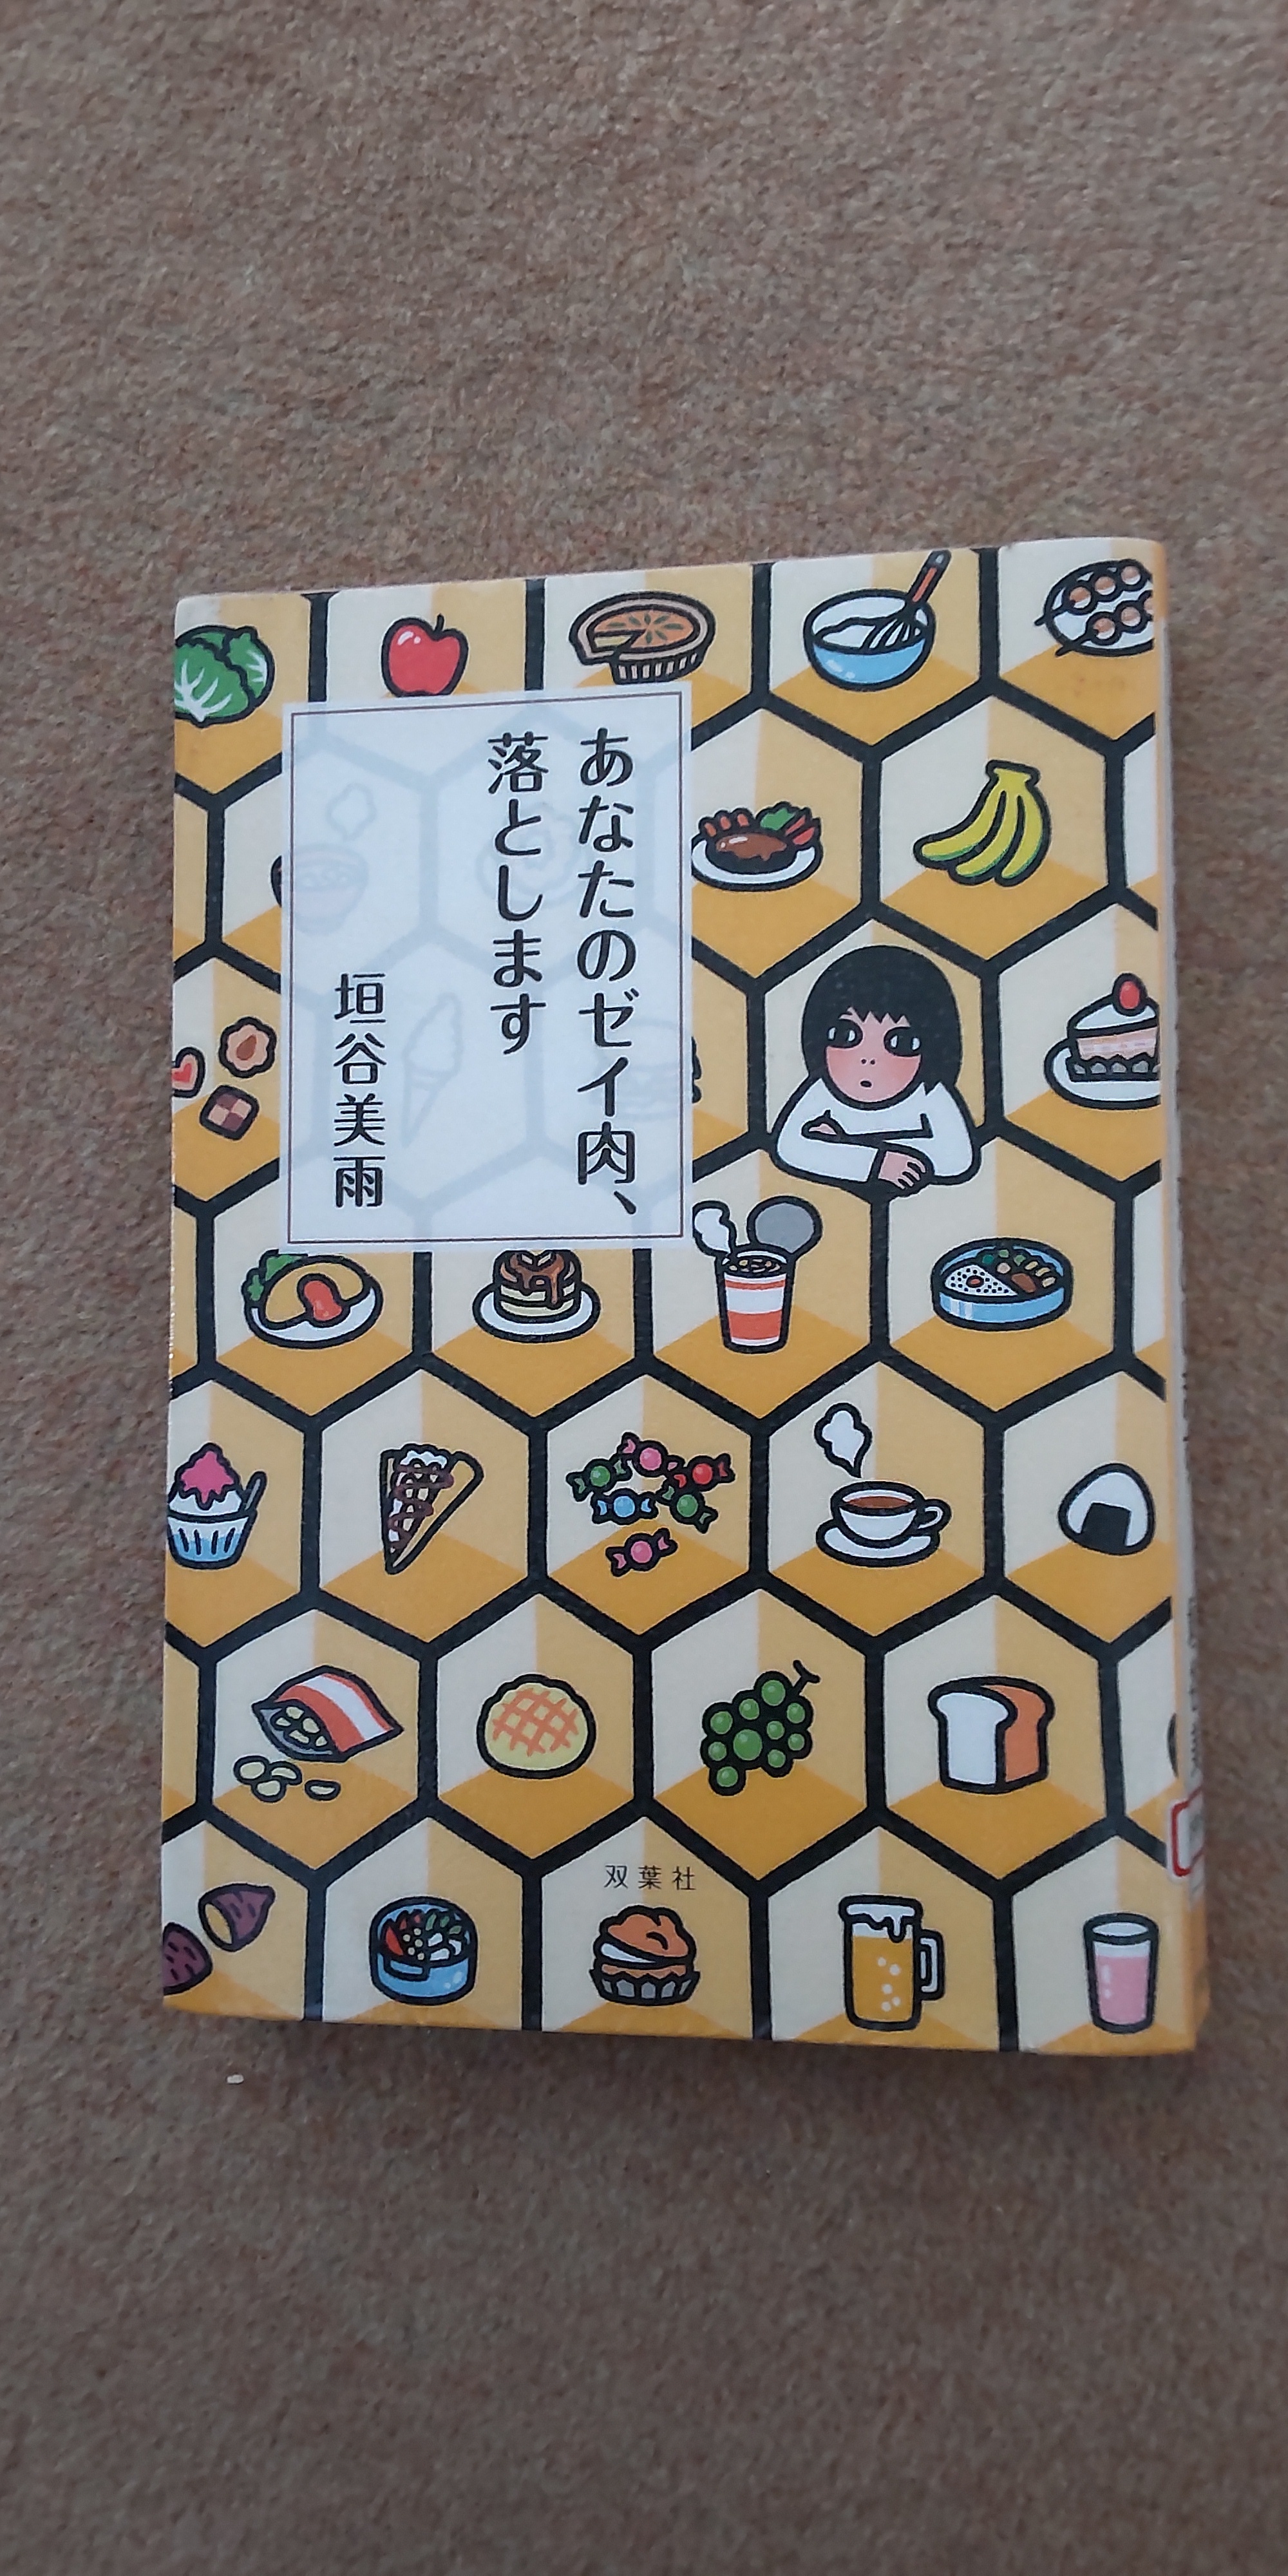 あなたのゼイ肉、
落とします
垣谷美雨
双葉社